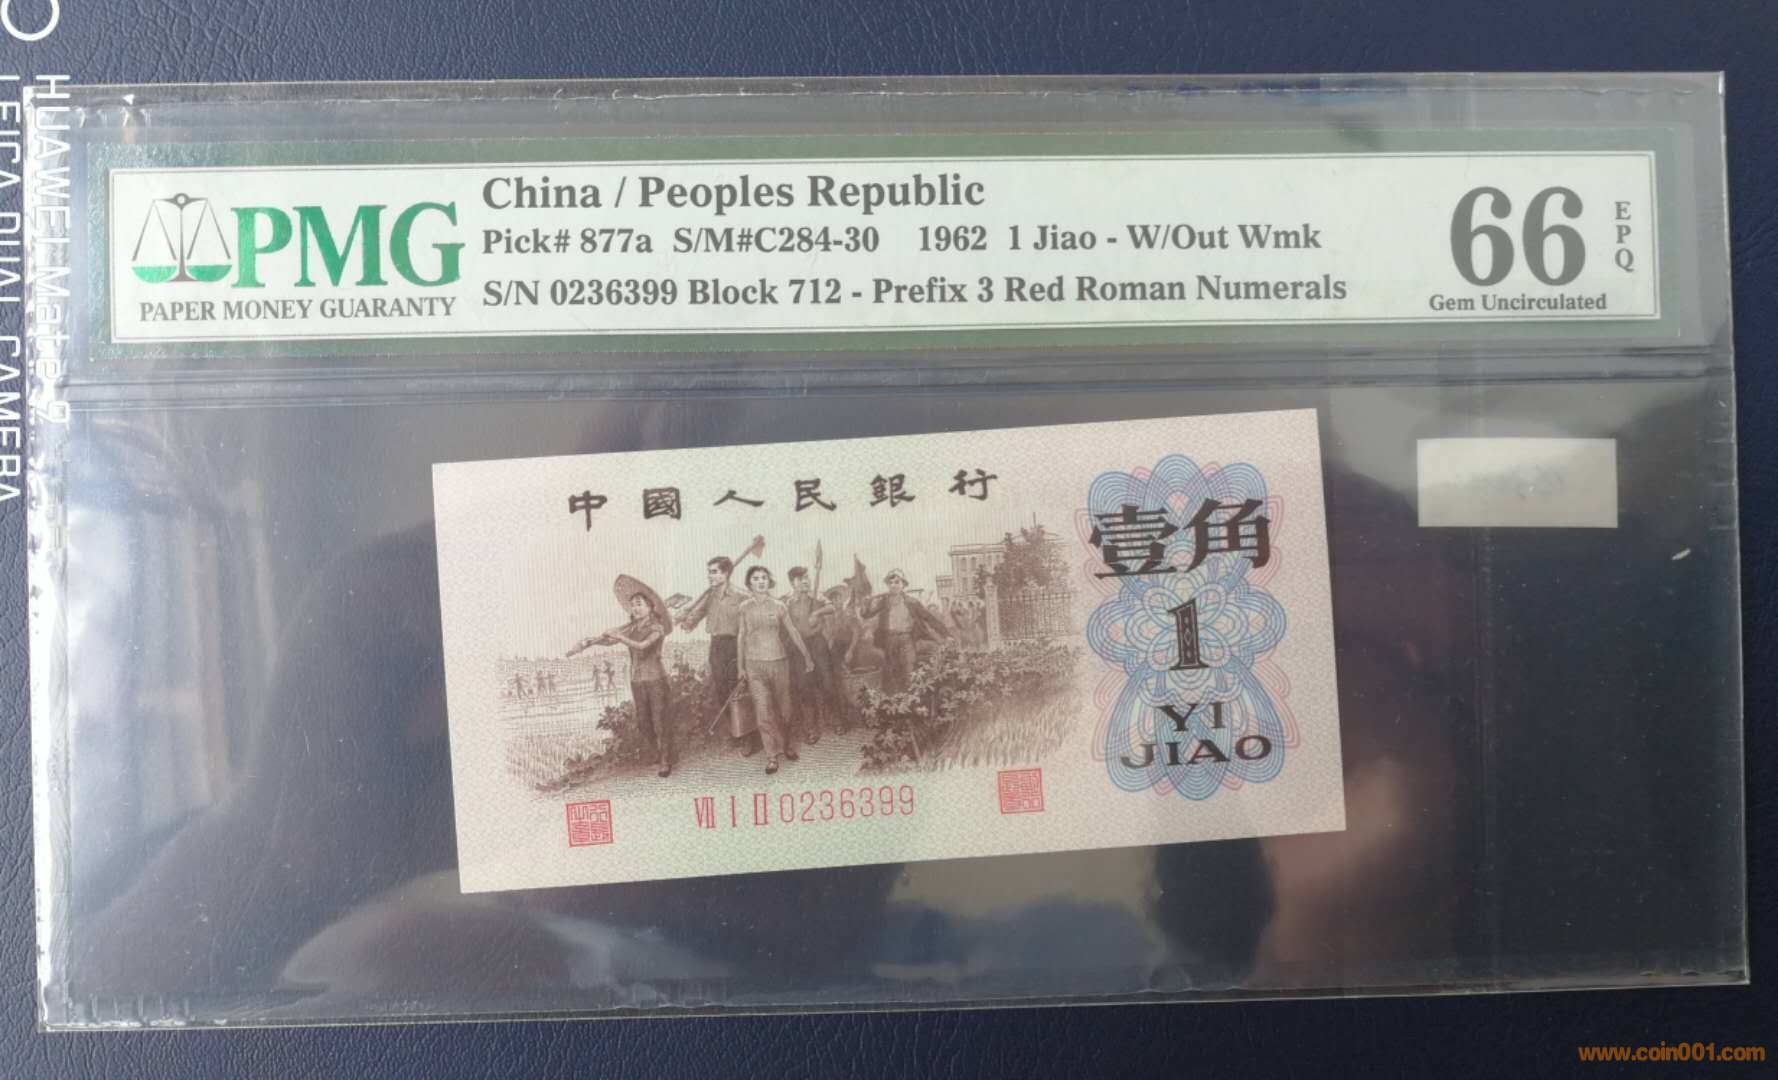 HUAWEI Mate 9
LEICA DUAL CAMERA
PMG
PAPER MONEY GUARANTY
China / Peoples Republic
Pick# 877a S/M#C284-30 1962 1 Jiao - W/Out Wmk
S/N 0236399 Block 712 - Prefix 3 Red Roman Numerals
66
EPQ
Gem Uncirculated
中國人民銀行
壹角
1
YI
JIAO
VII I II 0236399
www.coin001.com